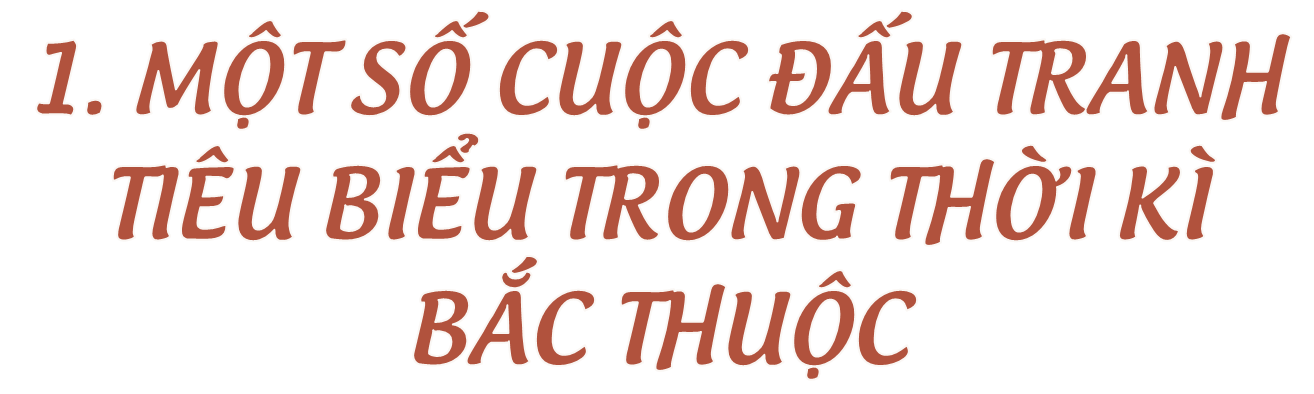 1. MỘT SỐ CUỘC ĐẤU TRANH
TIÊU BIỂU TRONG THỜI KÌ
BẮC THUỘC